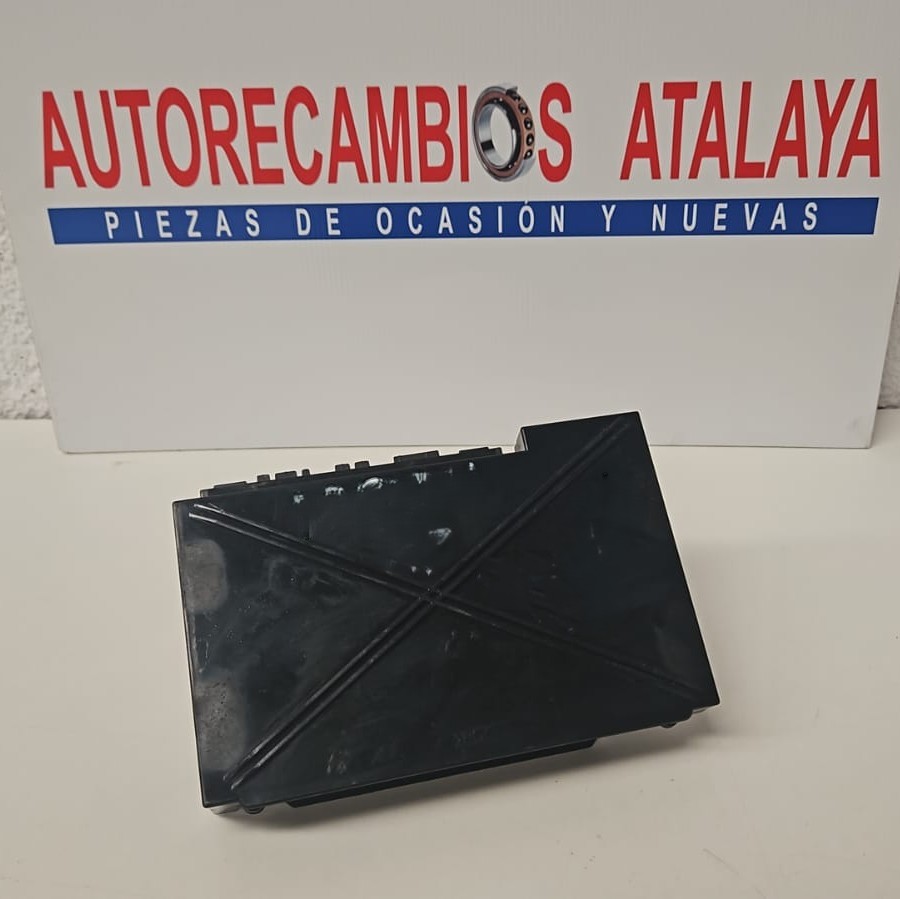 AUTORECAMBIOS ATALAYA
PIEZAS DE OCASIÓN Y NUEVAS